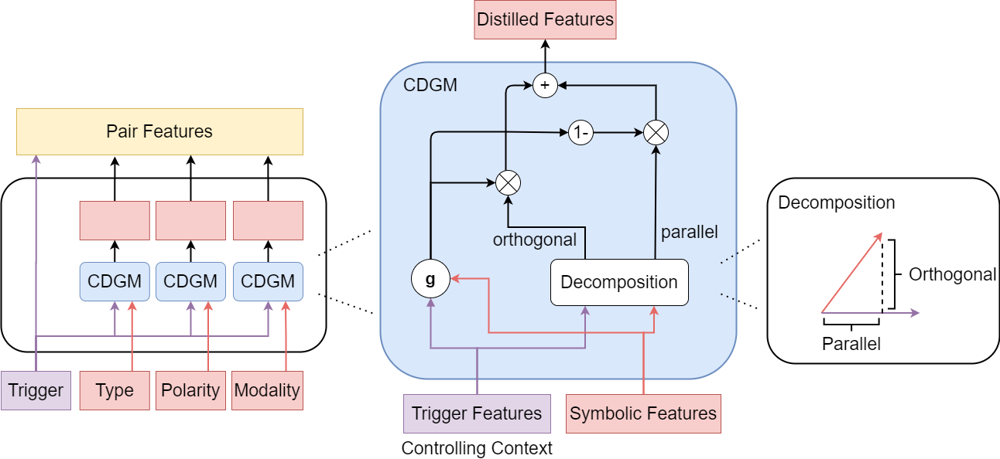 Pair Features
CDGM
CDGM
CDGM
Trigger
Type
Polarity
Modality
Distilled Features
CDGM
+
1-
orthogonal
parallel
g
Decomposition
Trigger Features
Symbolic Features
Controlling Context
Decomposition
Orthogonal
Parallel